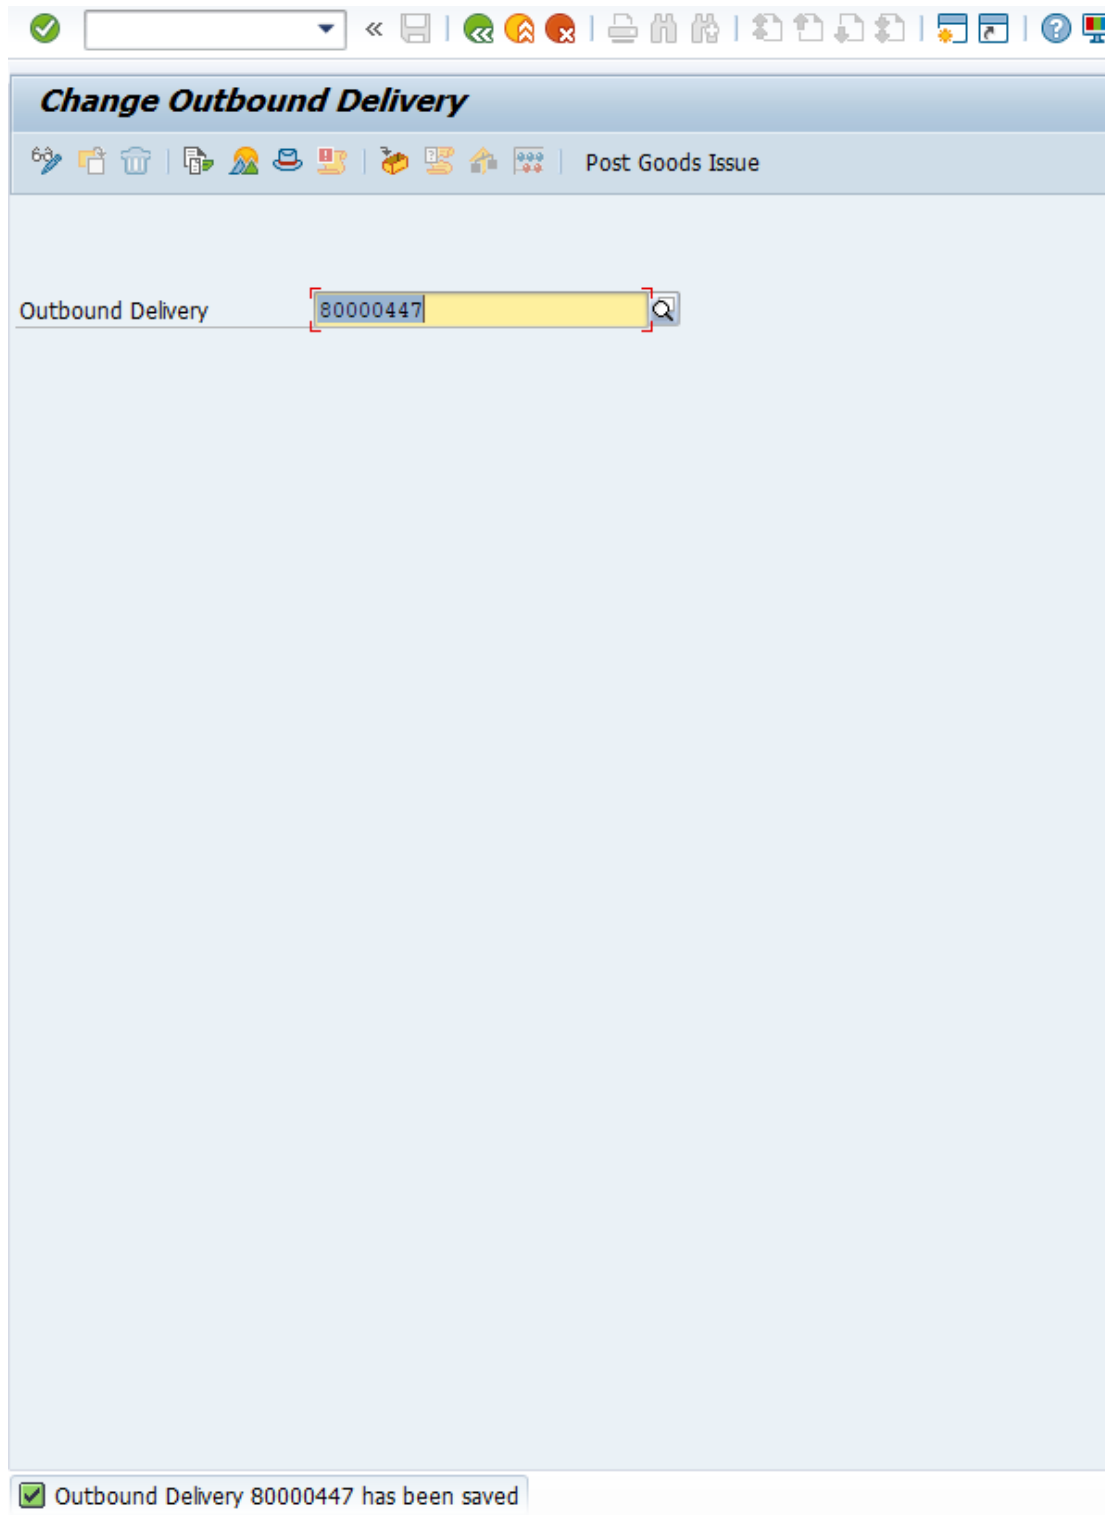 Change Outbound Delivery
Post Goods Issue
Outbound Delivery 80000447
Outbound Delivery 80000447 has been saved